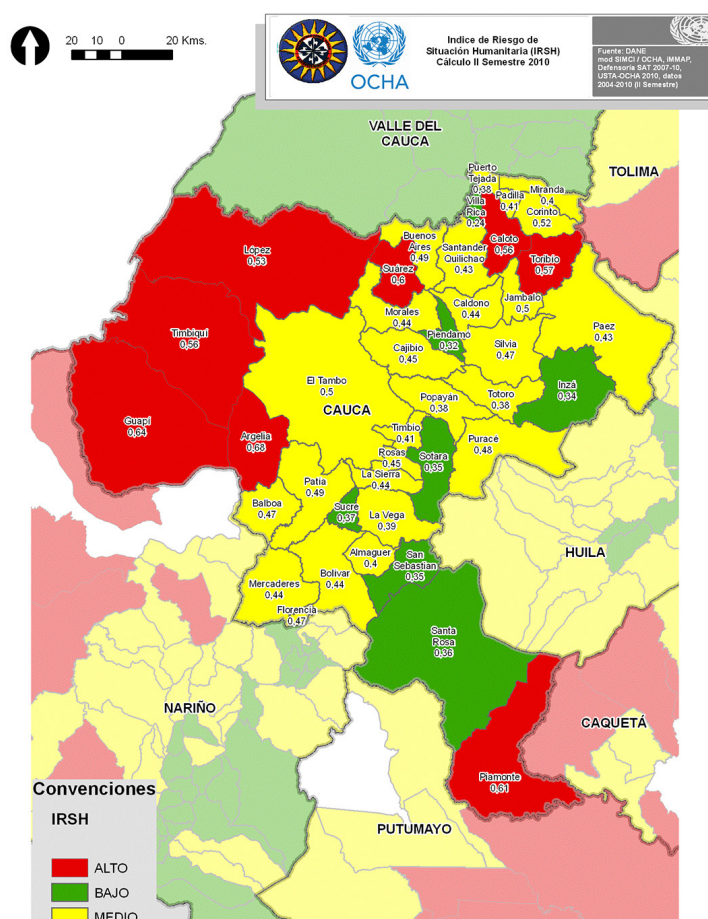 20 10 0 20 Kms.
OCHA
Indice de Riesgo de
Situación Humanitaria (IRSH)
Cálculo II Semestre 2010
Fuente: DANE
mod SIMCI / OCHA, iMMAP,
Defensoria SAT 2007-10,
USTA-OCHA 2010, datos
2004-2010 (II Semestre)
VALLE DEL
CAUCA
TOLIMA
Puerto
Tejada
0,38
Padilla
0,41
Miranda
0,4
Villa
Rica
0,24
Corinto
0,52
López
0,53
Buenos
Aires
0,49
Santander
Quilichao
0,43
Caloto
0,56
Toribío
0,57
Suárez
0,6
Caldono
0,44
Jambaló
0,5
Morales
0,44
Piendamó
0,32
Timbiquí
0,56
Cajibío
0,45
Silvia
0,47
Paez
0,43
El Tambo
0,5
CAUCA
Popayán
0,38
Totoro
0,38
Inzá
0,34
Guapi
0,64
Argelia
0,68
Timbio
0,41
Rosas
0,45
Sotara
0,35
Puracé
0,48
La Sierra
0,44
Patia
0,49
Balboa
0,47
Sucre
0,37
La Vega
0,39
Almaguer
0,4
San
Sebastian
0,35
HUILA
Mercaderes
0,44
Bolivar
0,44
Florencia
0,47
Santa
Rosa
0,36
NARIÑO
CAQUETÁ
Piamonte
0,61
PUTUMAYO
Convenciones
IRSH
ALTO
BAJO
MEDIO